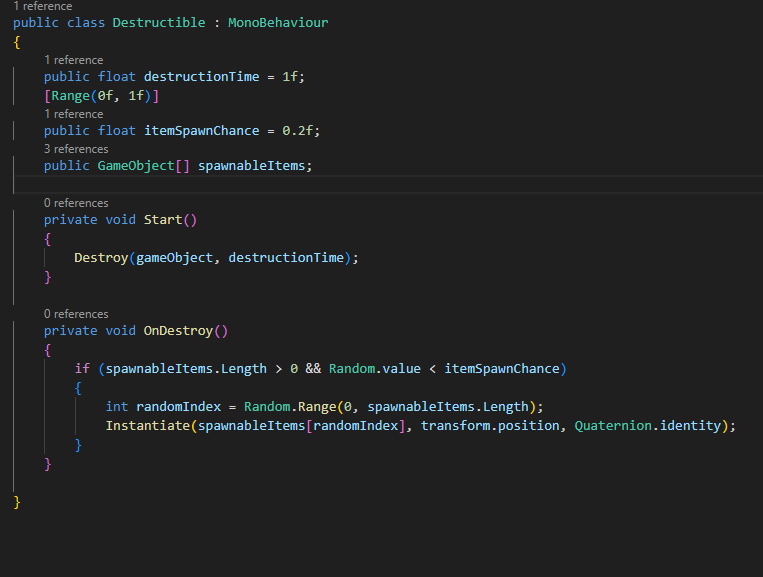 1 reference
public class Destructible : MonoBehaviour
{
1 reference
public float destructionTime = 1f;
[Range(0f, 1f)]
1 reference
public float itemSpawnChance = 0.2f;
3 references
public GameObject[] spawnableItems;
0 references
private void Start()
{
Destroy(gameObject, destructionTime);
}
0 references
private void OnDestroy()
{
if (spawnableItems.Length > 0 && Random.value < itemSpawnChance)
{
int randomIndex = Random.Range(0, spawnableItems.Length);
Instantiate(spawnableItems[randomIndex], transform.position, Quaternion.identity);
}
}
}